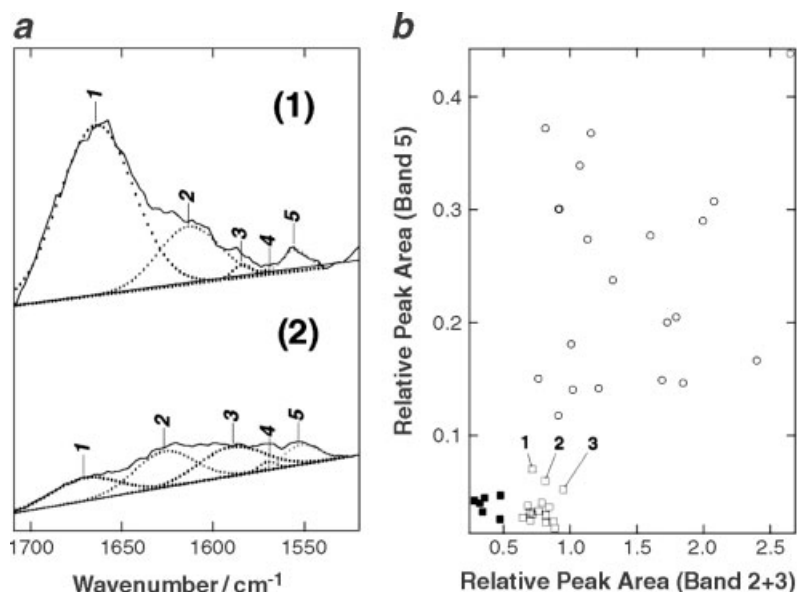 a
(1)
1
2
3
4
5
(2)
1
2
3
4
5
1700 1650 1600 1550
Wavenumber / cm⁻¹
b
Relative Peak Area (Band 5)
0.4
0.3
0.2
0.1
1 2 3
0.5 1.0 1.5 2.0 2.5
Relative Peak Area (Band 2+3)